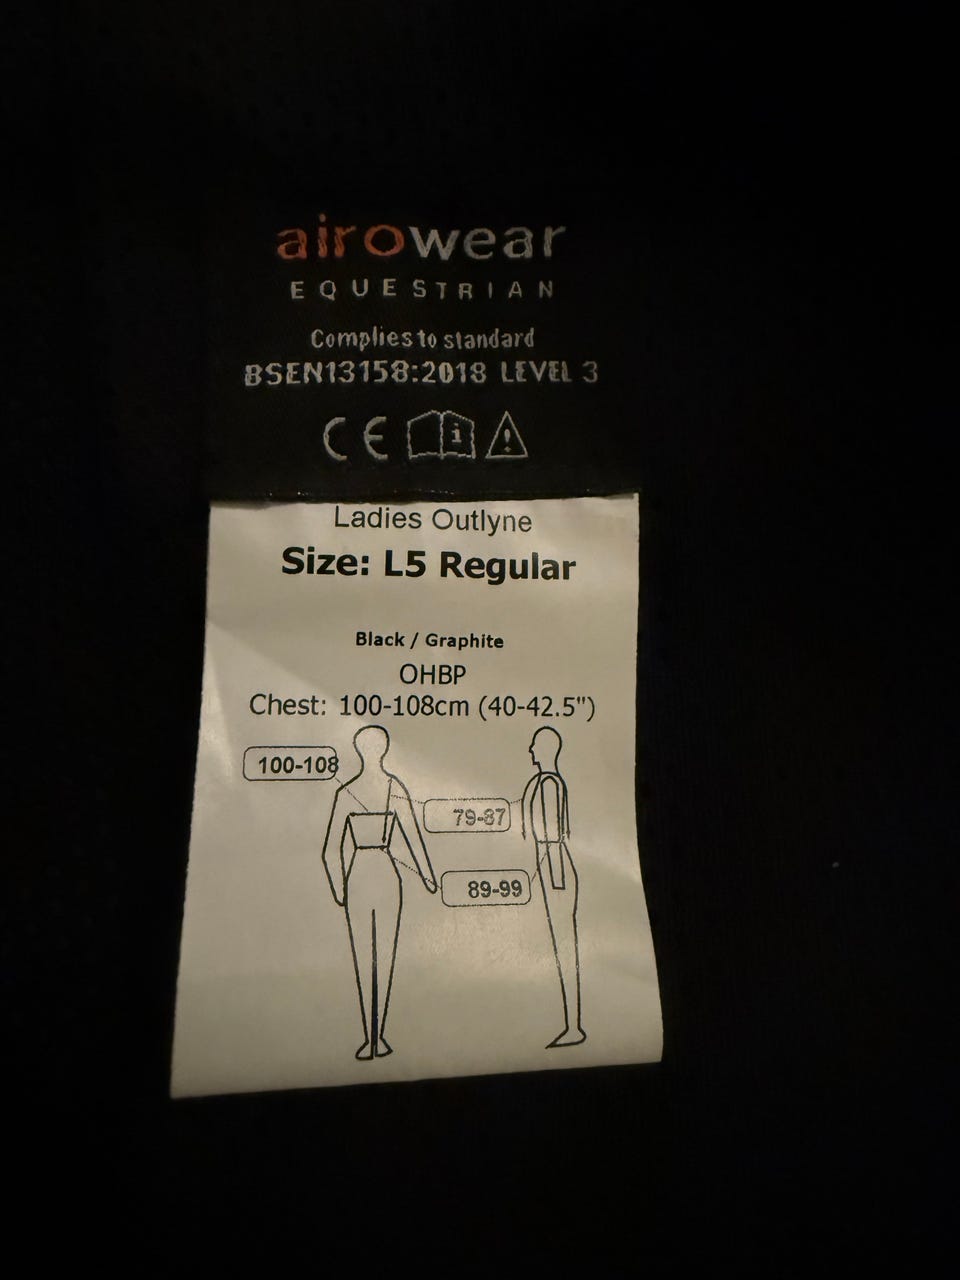 airowear
EQUESTRIAN
Complies to standard
BSEN13158:2018 LEVEL 3
CE i !
Ladies Outlyne
Size: L5 Regular
Black / Graphite
OHBP
Chest: 100-108cm (40-42.5")
100-108
79-87
89-99